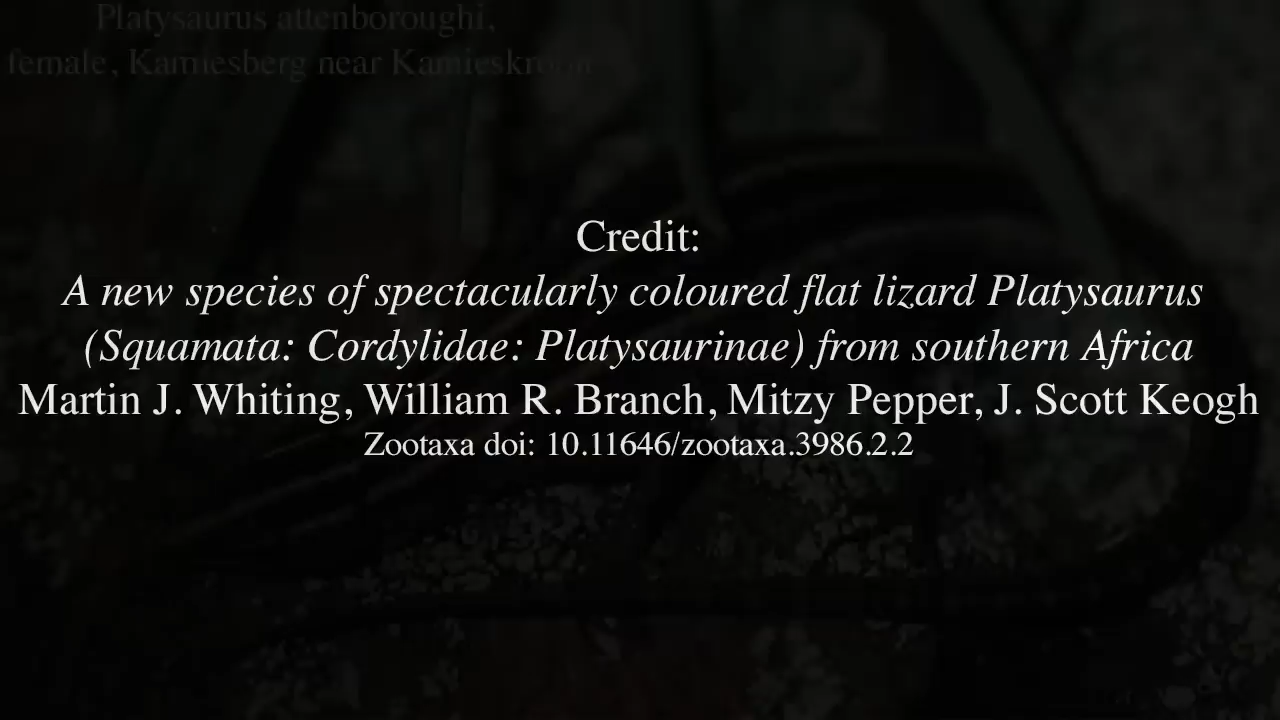 Platysaurus attenboroughi,
female, Kamiesberg near Kamieskroon
Credit:
A new species of spectacularly coloured flat lizard Platysaurus
(Squamata: Cordylidae: Platysaurinae) from southern Africa
Martin J. Whiting, William R. Branch, Mitzy Pepper, J. Scott Keogh
Zootaxa doi: 10.11646/zootaxa.3986.2.2